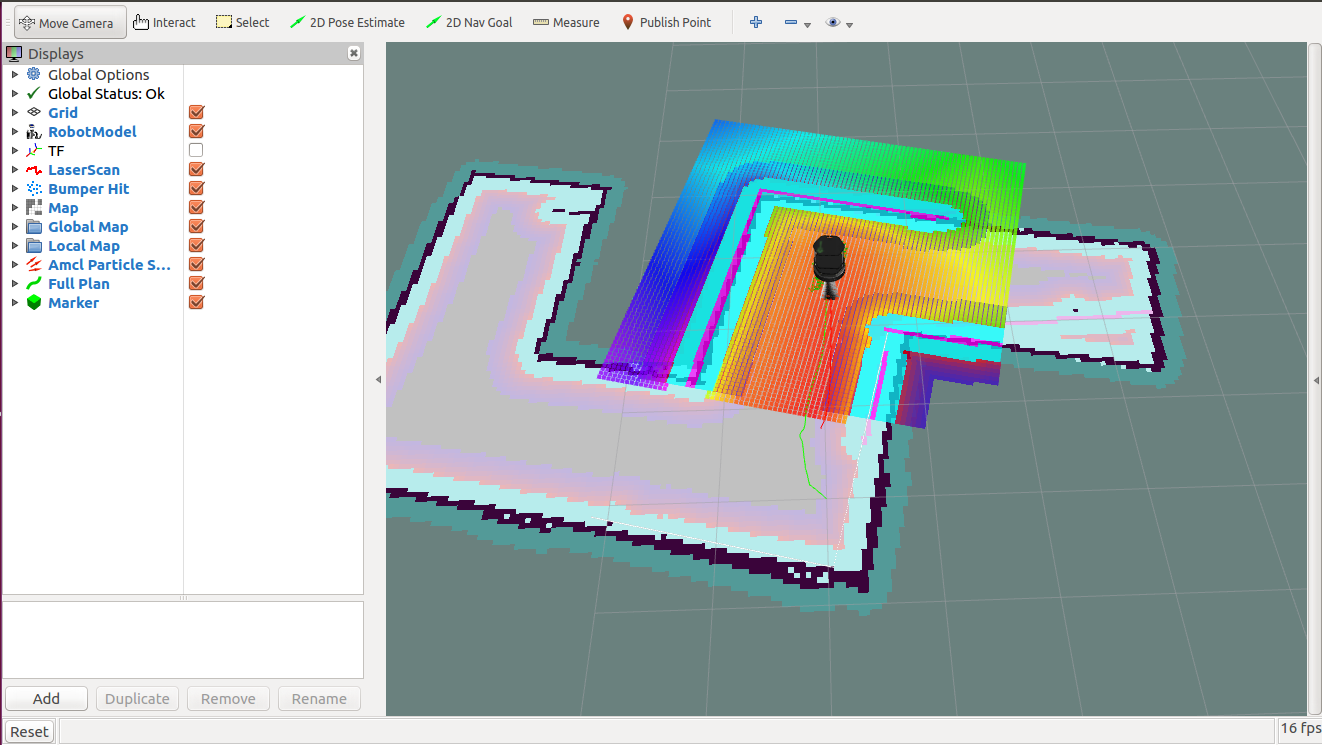 Move Camera Interact Select 2D Pose Estimate 2D Nav Goal Measure Publish Point
Displays
Global Options
Global Status: Ok
Grid
RobotModel
TF
LaserScan
Bumper Hit
Map
Global Map
Local Map
Amcl Particle S...
Full Plan
Marker
Add Duplicate Remove Rename
Reset
16 fps